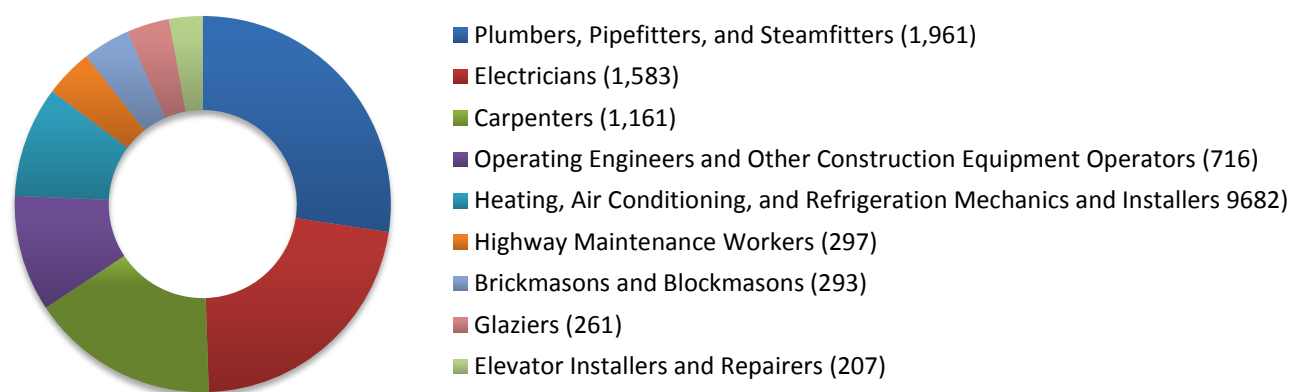 Plumbers, Pipefitters, and Steamfitters (1,961)
Electricians (1,583)
Carpenters (1,161)
Operating Engineers and Other Construction Equipment Operators (716)
Heating, Air Conditioning, and Refrigeration Mechanics and Installers 9682)
Highway Maintenance Workers (297)
Brickmasons and Blockmasons (293)
Glaziers (261)
Elevator Installers and Repairers (207)